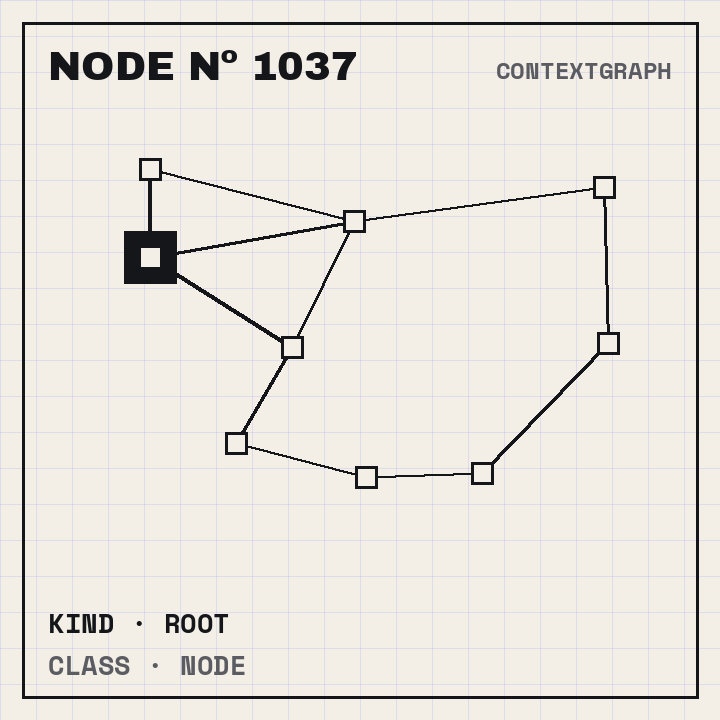 NODE Nº 1037
CONTEXTGRAPH
KIND · ROOT
CLASS · NODE